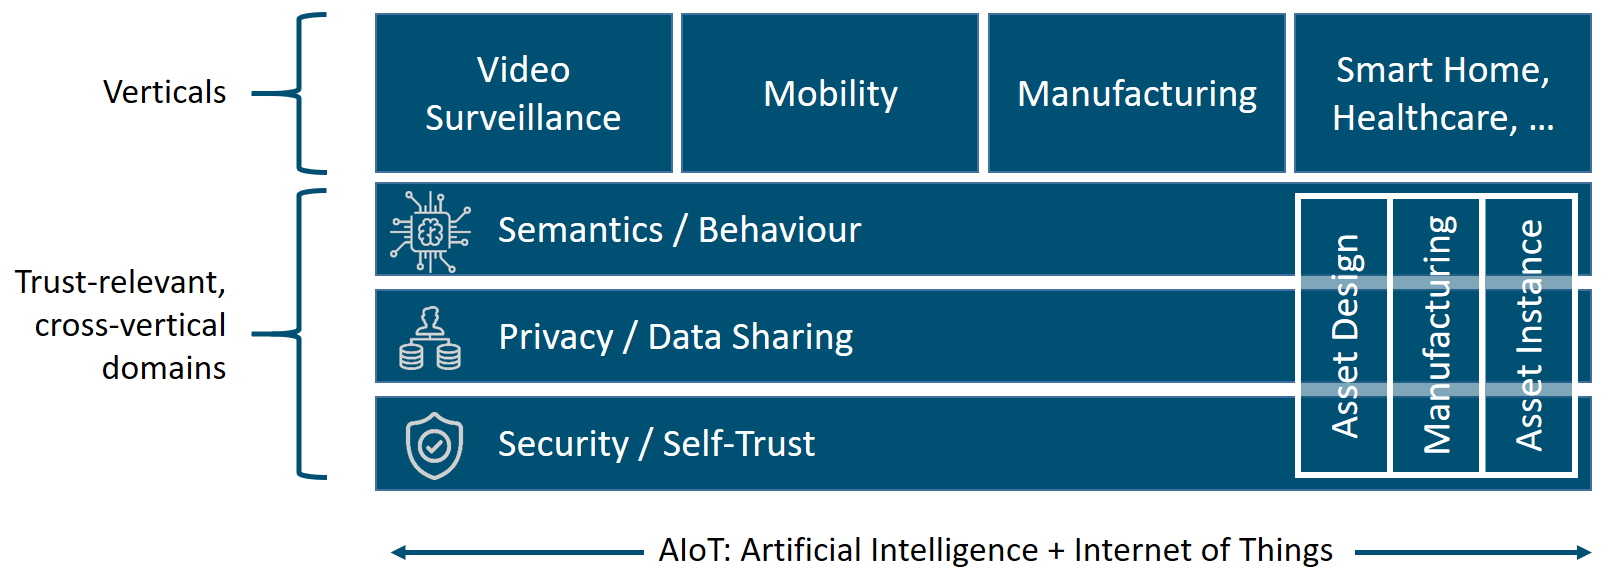 Verticals
Video
Surveillance
Mobility
Manufacturing
Smart Home,
Healthcare, ...
Trust-relevant,
cross-vertical
domains
Semantics / Behaviour
Privacy / Data Sharing
Security / Self-Trust
Asset Design
Manufacturing
Asset Instance
AIoT: Artificial Intelligence + Internet of Things